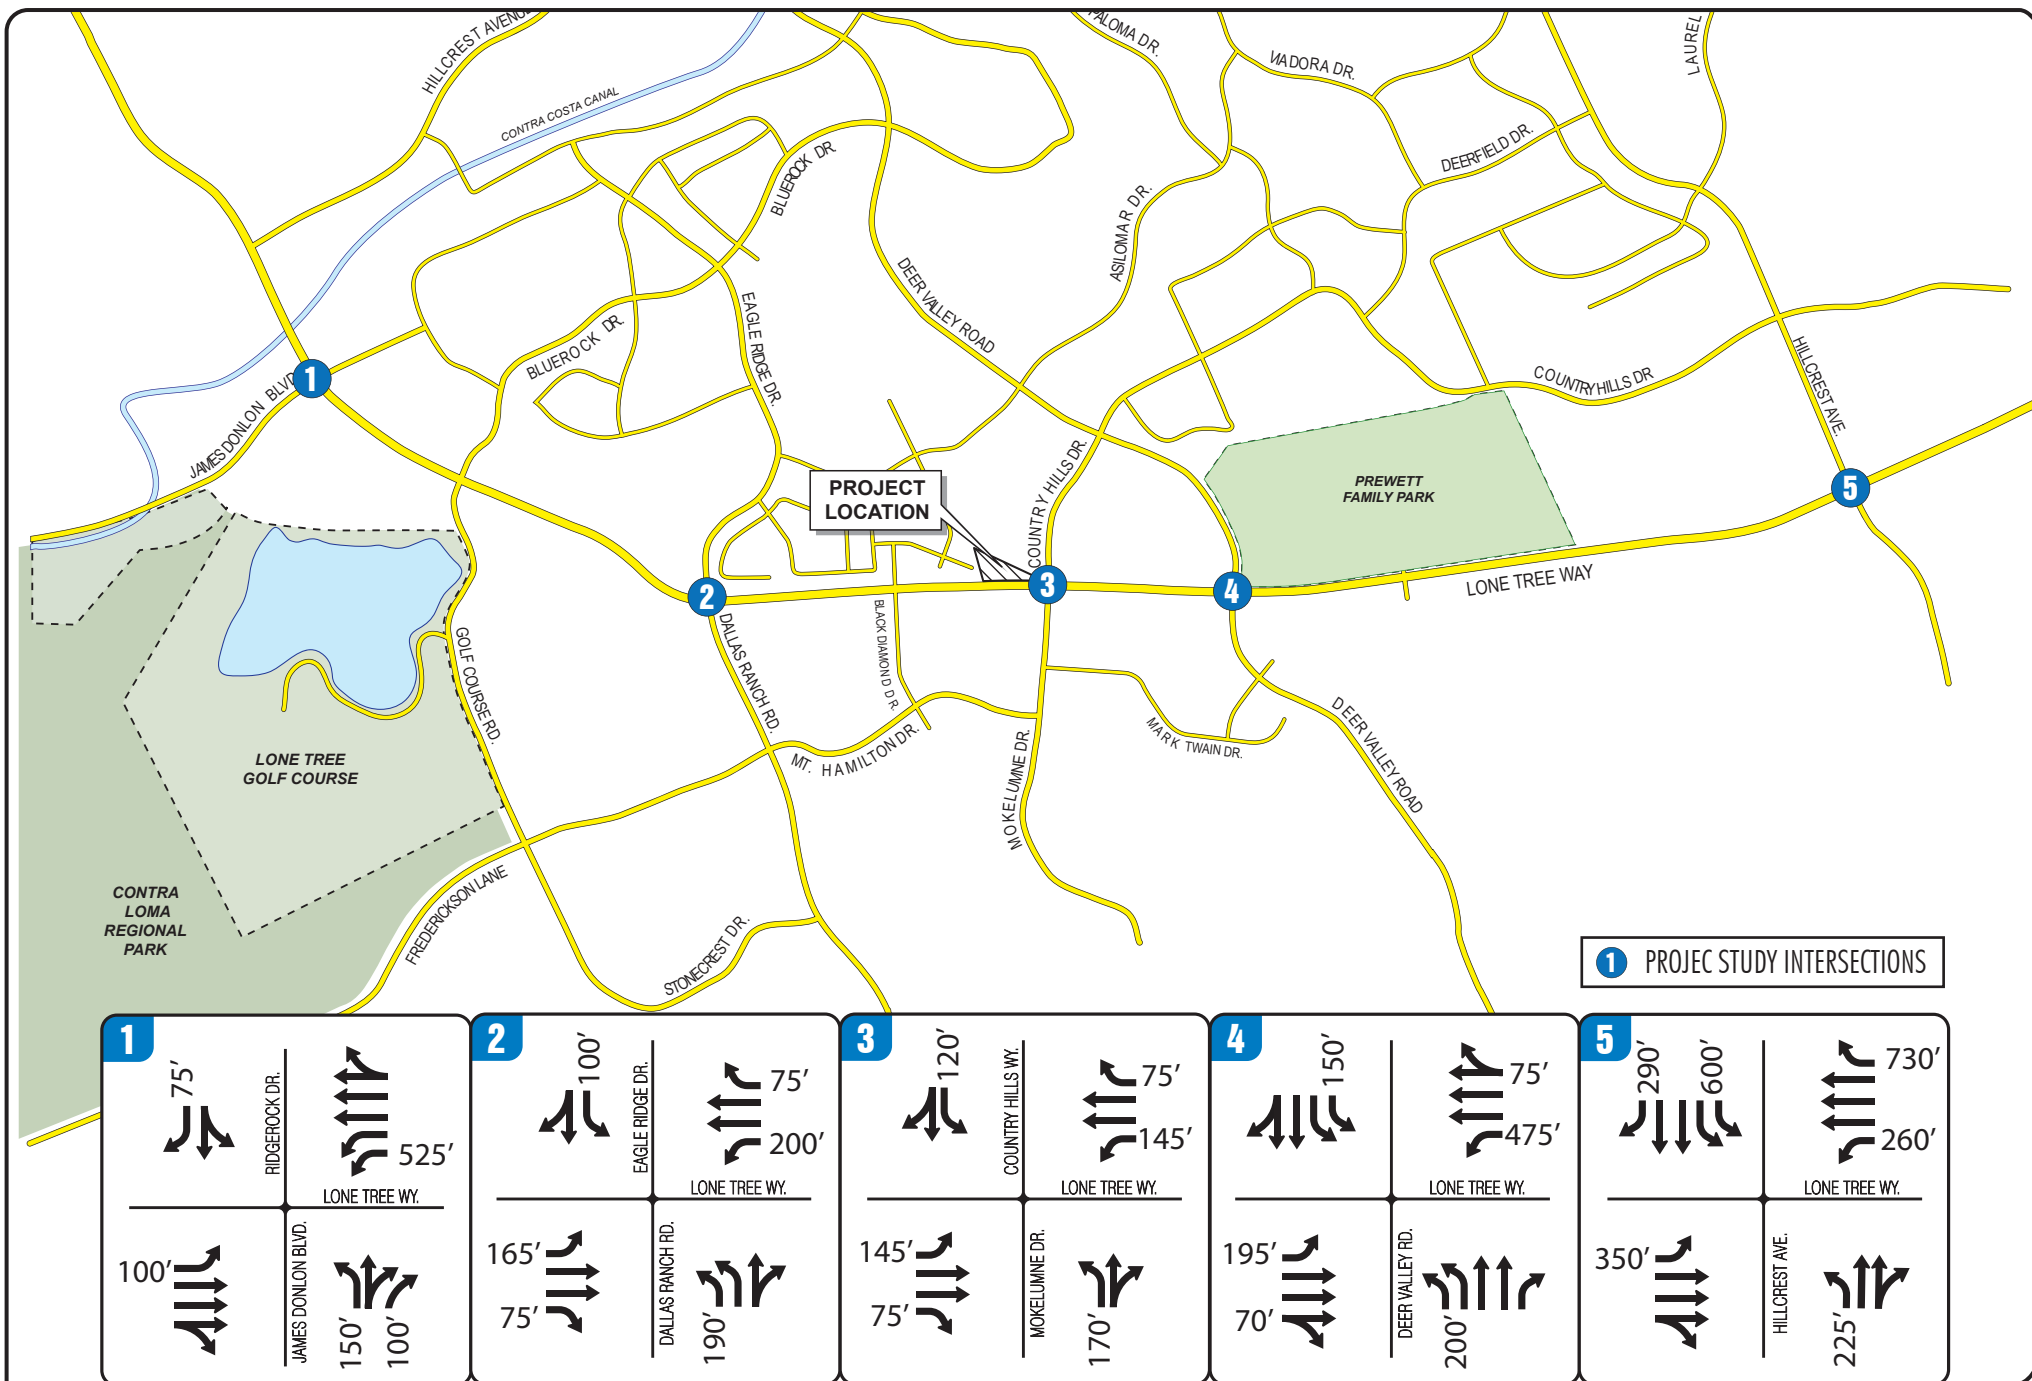 HILLCREST AVENUE
CONTRA COSTA CANAL
PALOMA DR.
VIADORA DR.
LAUREL
DEERFIELD DR.
BLUEROCK DR.
ASILOMAR DR.
DEER VALLEY ROAD
EAGLE RIDGE DR.
BLUEROCK DR.
JAMES DONLON BLVD.
1
COUNTRY HILLS DR.
COUNTRY HILLS DR
HILLCREST AVE.
PROJECT
LOCATION
PREWETT
FAMILY PARK
5
2
3
4
LONE TREE WAY
GOLF COURSE RD.
DALLAS RANCH RD.
BLACK DIAMOND DR.
MT. HAMILTON DR.
MOKELUMNE DR.
MARK TWAIN DR.
DEER VALLEY ROAD
LONE TREE
GOLF COURSE
CONTRA
LOMA
REGIONAL
PARK
FREDERICKSON LANE
STONECREST DR.
1 PROJEC STUDY INTERSECTIONS
1
75'
RIDGEROCK DR.
525'
LONE TREE WY.
100'
JAMES DONLON BLVD.
150'
100'
2
100'
EAGLE RIDGE DR.
75'
200'
LONE TREE WY.
165'
75'
DALLAS RANCH RD.
190'
3
120'
COUNTRY HILLS WY.
75'
145'
LONE TREE WY.
145'
75'
MOKELUMNE DR.
170'
4
150'
75'
475'
LONE TREE WY.
195'
70'
DEER VALLEY RD.
200'
5
290'
600'
730'
260'
LONE TREE WY.
350'
HILLCREST AVE.
225'